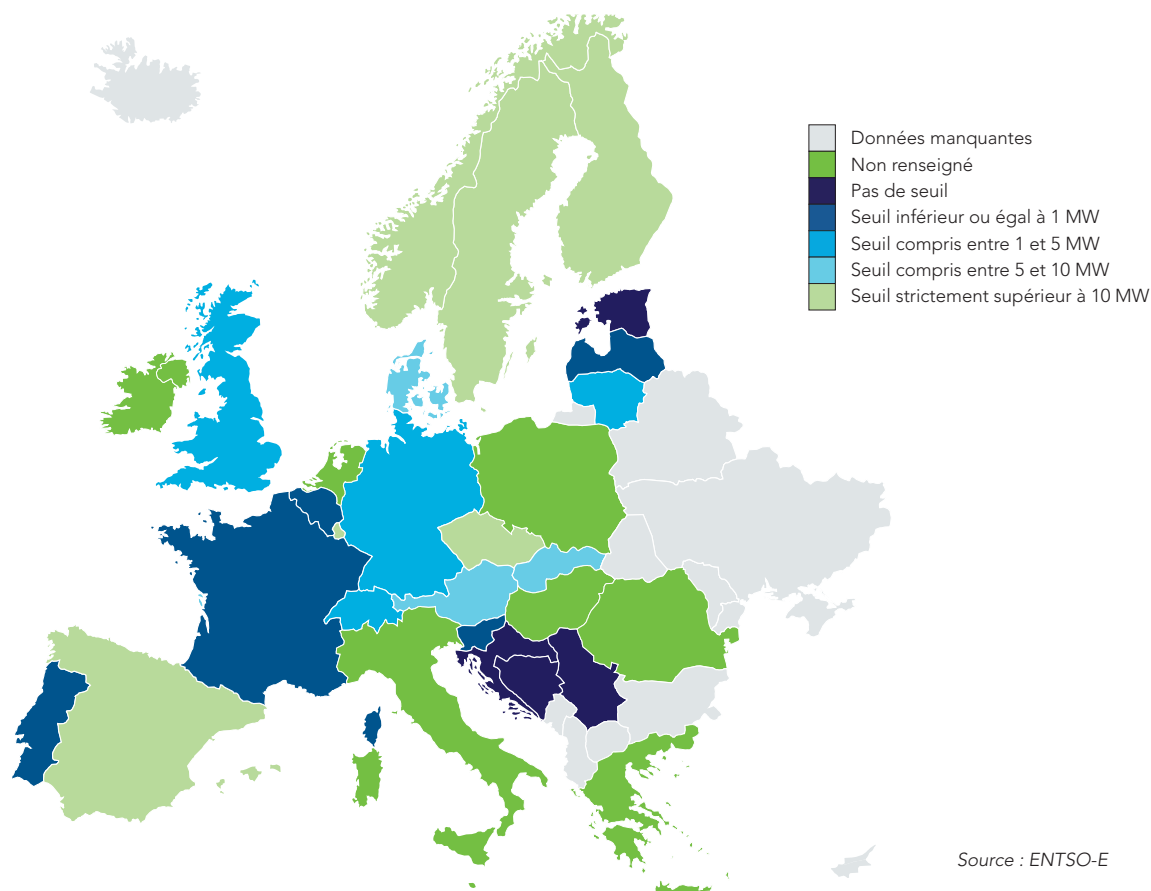 Données manquantes
Non renseigné
Pas de seuil
Seuil inférieur ou égal à 1 MW
Seuil compris entre 1 et 5 MW
Seuil compris entre 5 et 10 MW
Seuil strictement supérieur à 10 MW
Source : ENTSO-E